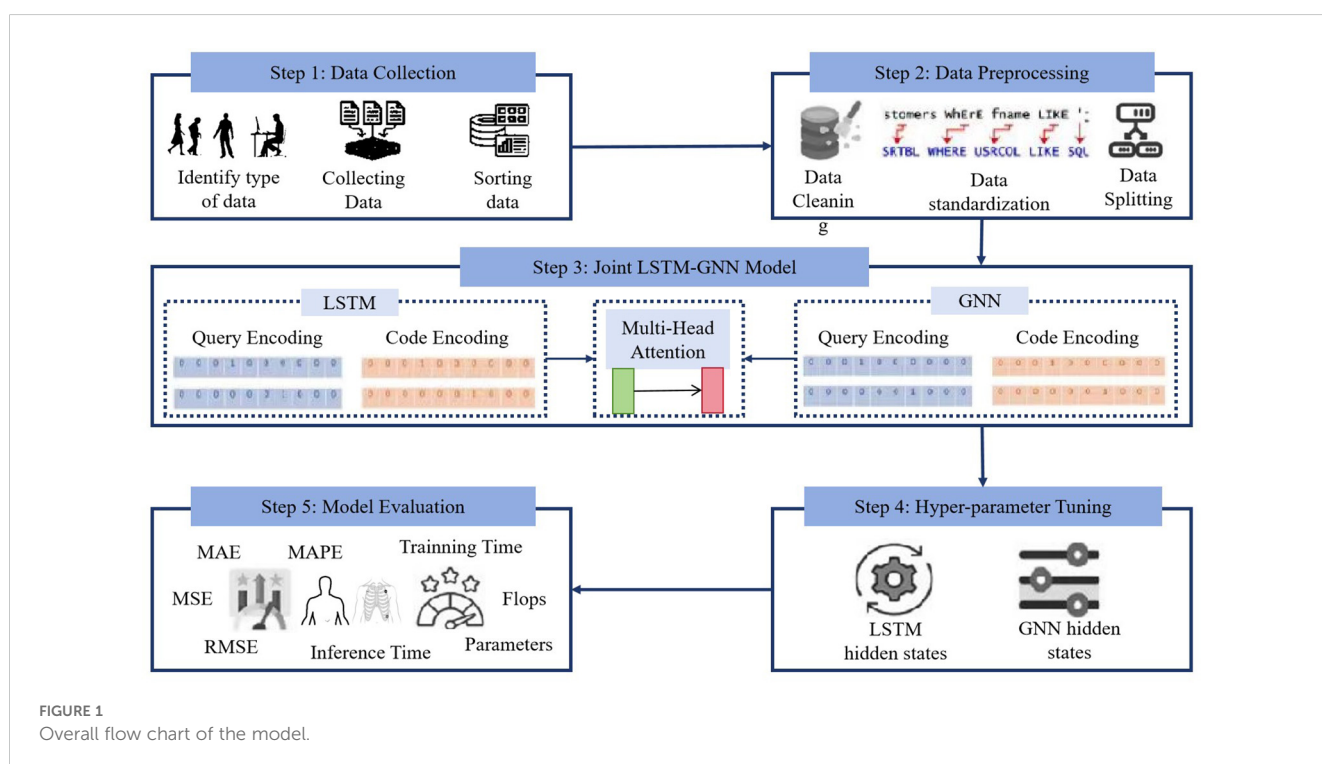 Step 1: Data Collection
Identify type
of data
Collecting
Data
Sorting
data
Step 2: Data Preprocessing
stomers WhErE fname LIKE ';
SRTBL WHERE USRCOL LIKE SQL
Data
Cleanin
g
Data
standardization
Data
Splitting
Step 3: Joint LSTM-GNN Model
LSTM
Query Encoding
Code Encoding
Multi-Head
Attention
GNN
Query Encoding
Code Encoding
Step 4: Hyper-parameter Tuning
LSTM
hidden states
GNN hidden
states
Step 5: Model Evaluation
MAE
MAPE
Trainning Time
MSE
Flops
RMSE
Inference Time
Parameters
FIGURE 1
Overall flow chart of the model.